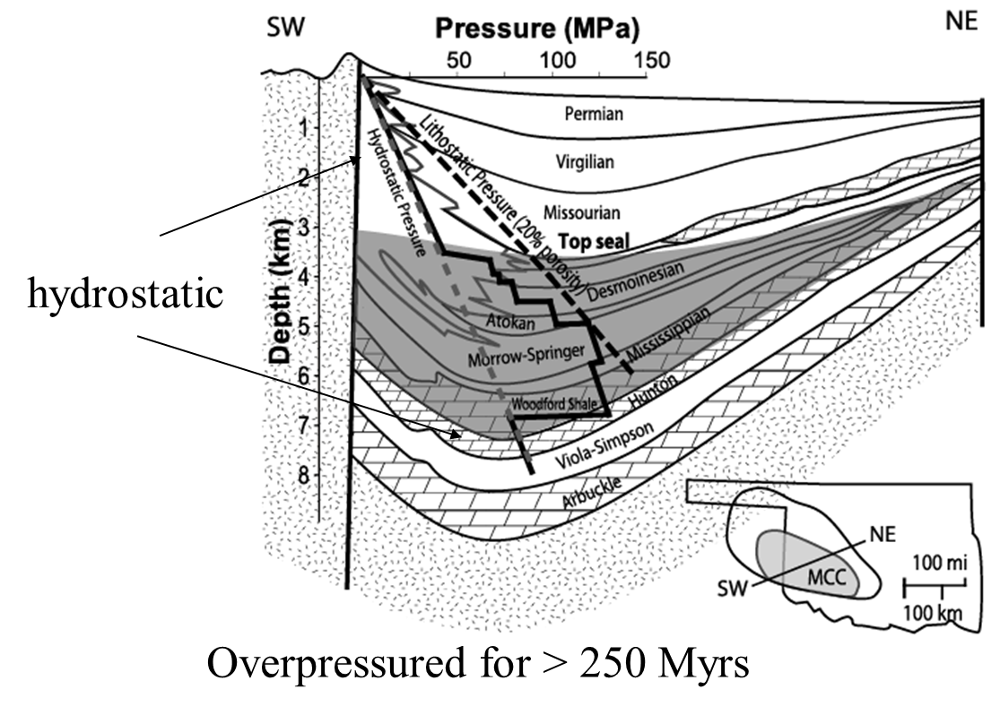 SW
Pressure (MPa)
NE
50 100 150
Permian
1
Lithostatic Pressure (20% porosity)
Hydrostatic Pressure
Virgilian
2
Missourian
3
Top seal
Depth (km)
hydrostatic
4
Desmoinesian
Atokan
5
Mississippian
Morrow-Springer
6
Hunton
Woodford Shale
7
Viola-Simpson
8
Arbuckle
NE
100 mi
MCC
SW
100 km
Overpressured for > 250 Myrs